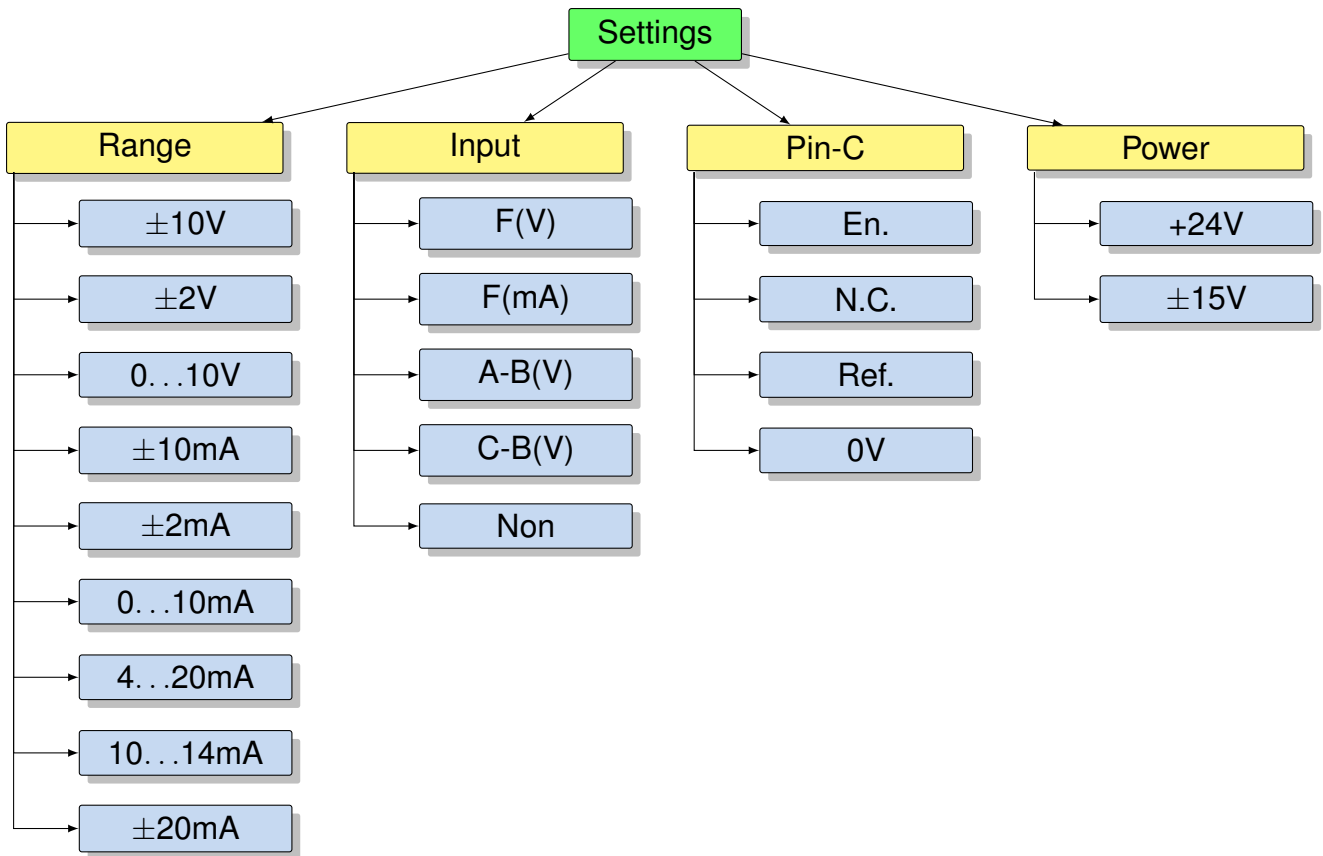 Settings
Range
±10V
±2V
0...10V
±10mA
±2mA
0...10mA
4...20mA
10...14mA
±20mA
Input
F(V)
F(mA)
A-B(V)
C-B(V)
Non
Pin-C
En.
N.C.
Ref.
0V
Power
+24V
±15V